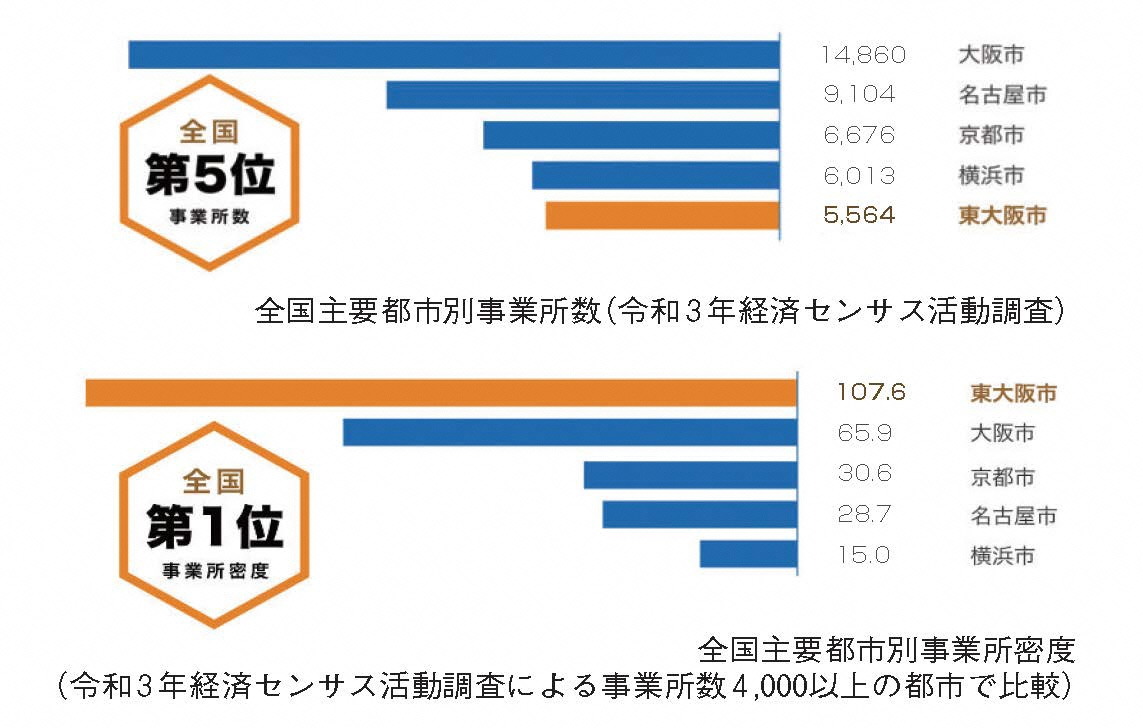 14,860 大阪市
9,104 名古屋市
6,676 京都市
6,013 横浜市
5,564 東大阪市
全国
第5位
事業所数
全国主要都市別事業所数(令和3年経済センサス活動調査)
107.6 東大阪市
65.9 大阪市
30.6 京都市
28.7 名古屋市
15.0 横浜市
全国
第1位
事業所密度
全国主要都市別事業所密度
(令和3年経済センサス活動調査による事業所数4,000以上の都市で比較)